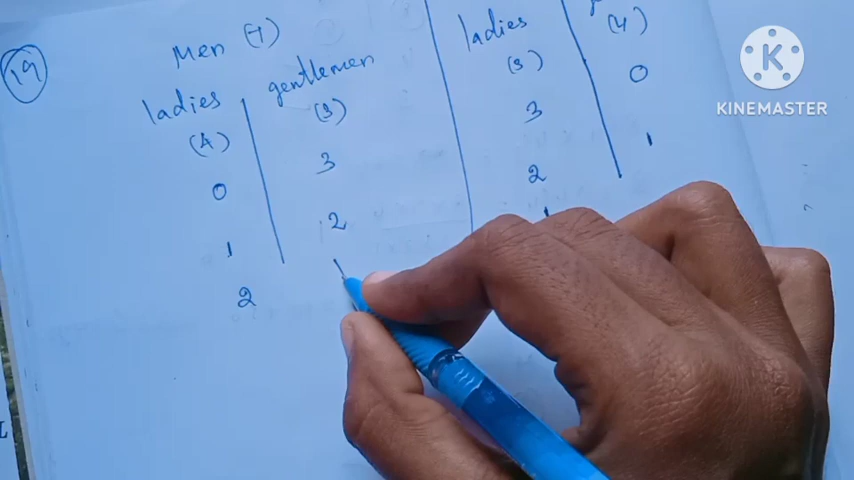 19
Men (7)
ladies
gentlemen
ladies
(4)
(3)
(3)
(4)
0
3
3
0
1
2
2
1
2
1
1
K
KINEMASTER